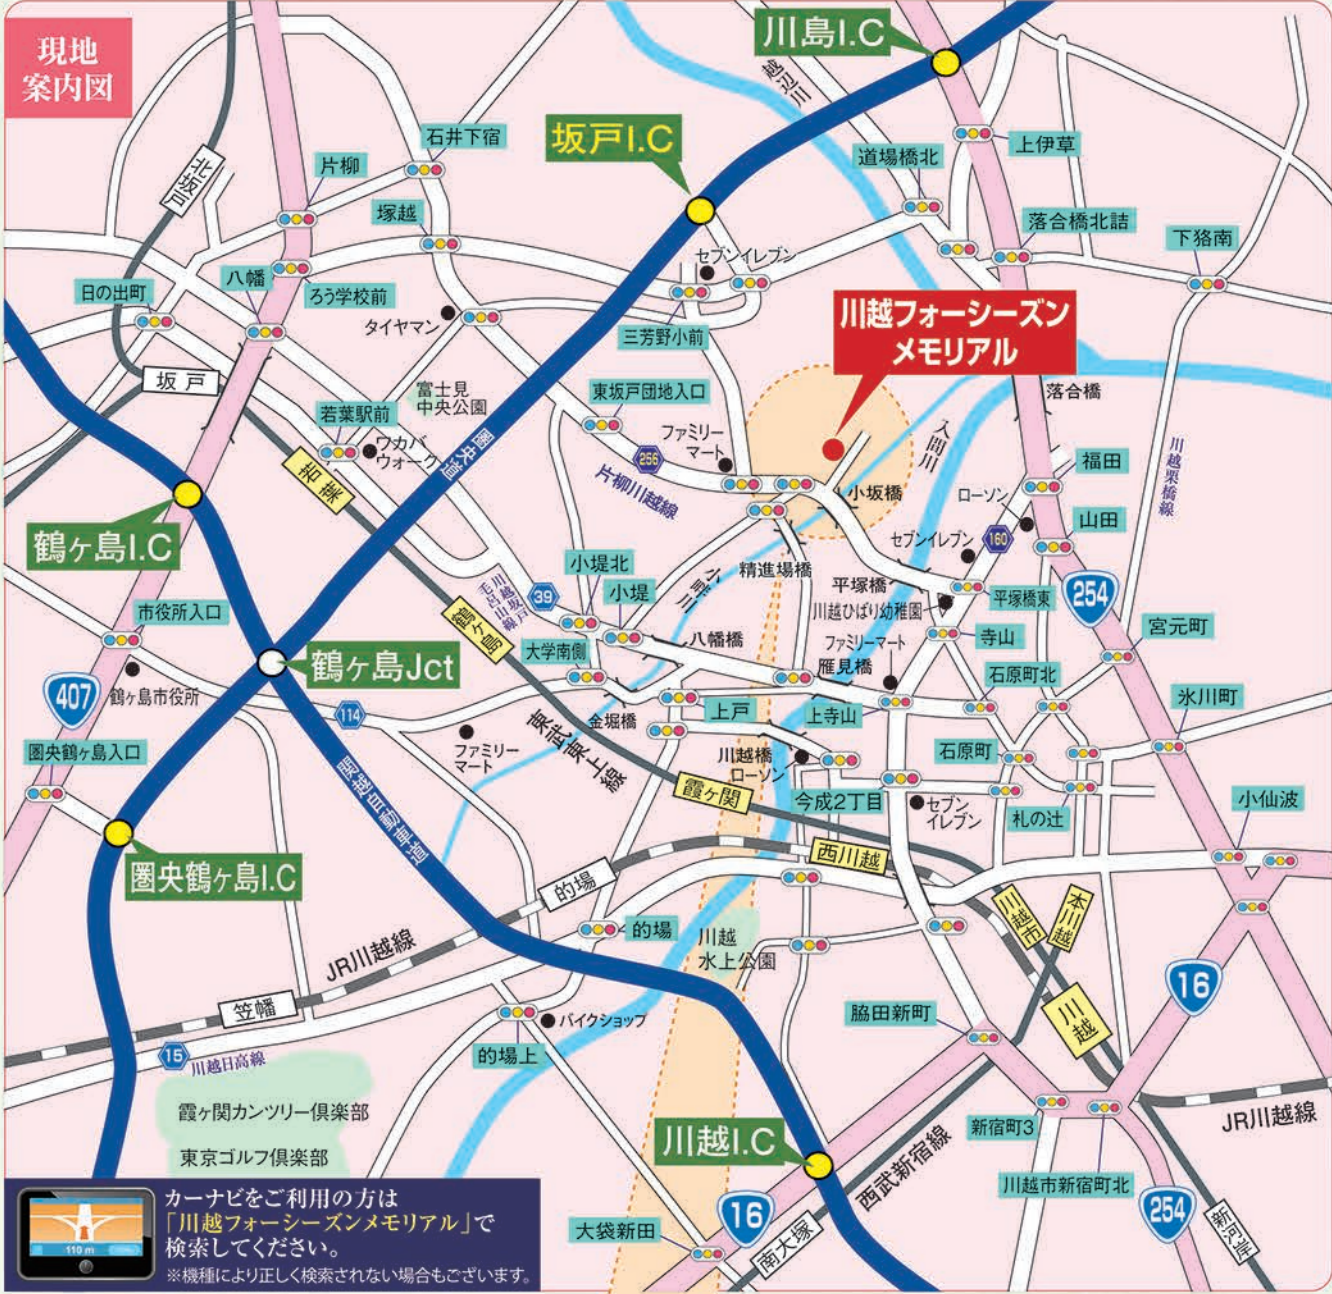 現地
案内図
川島I.C
越辺川
坂戸I.C
石井下宿
片柳
北坂戸
塚越
道場橋北
上伊草
落合橋北詰
下狢南
セブンイレブン
八幡
日の出町
ろう学校前
タイヤマン
三芳野小前
川越フォーシーズン
メモリアル
坂戸
富士見
中央公園
若葉駅前
ワカバ
ウォーク
若葉
圏央道
東坂戸団地入口
ファミリー
マート
256
片柳川越線
落合橋
入間川
川越栗橋線
福田
ローソン
小坂橋
山田
セブンイレブン
160
鶴ヶ島I.C
小堤北
小堤
39
精進場橋
小畔川
平塚橋
川越ひばり幼稚園
平塚橋東
254
市役所入口
鶴ヶ島
八幡橋
ファミリーマート
雁見橋
寺山
宮元町
大学南側
鶴ヶ島Jct
石原町北
407
鶴ヶ島市役所
114
金堀橋
上戸
上寺山
氷川町
圏央鶴ヶ島入口
ファミリー
マート
東武東上線
川越橋
ローソン
石原町
霞ヶ関
今成2丁目
セブン
イレブン
札の辻
小仙波
関越自動車道
圏央鶴ヶ島I.C
西川越
的場
川越市
本川越
的場
川越
水上公園
JR川越線
笠幡
16
脇田新町
川越
バイクショップ
的場上
15
川越日高線
霞ヶ関カンツリー倶楽部
東京ゴルフ倶楽部
川越I.C
新宿町3
JR川越線
西武新宿線
川越市新宿町北
カーナビをご利用の方は
「川越フォーシーズンメモリアル」で
検索してください。
※機種により正しく検索されない場合もございます。
110 m
大袋新田
16
南大塚
254
新河岸